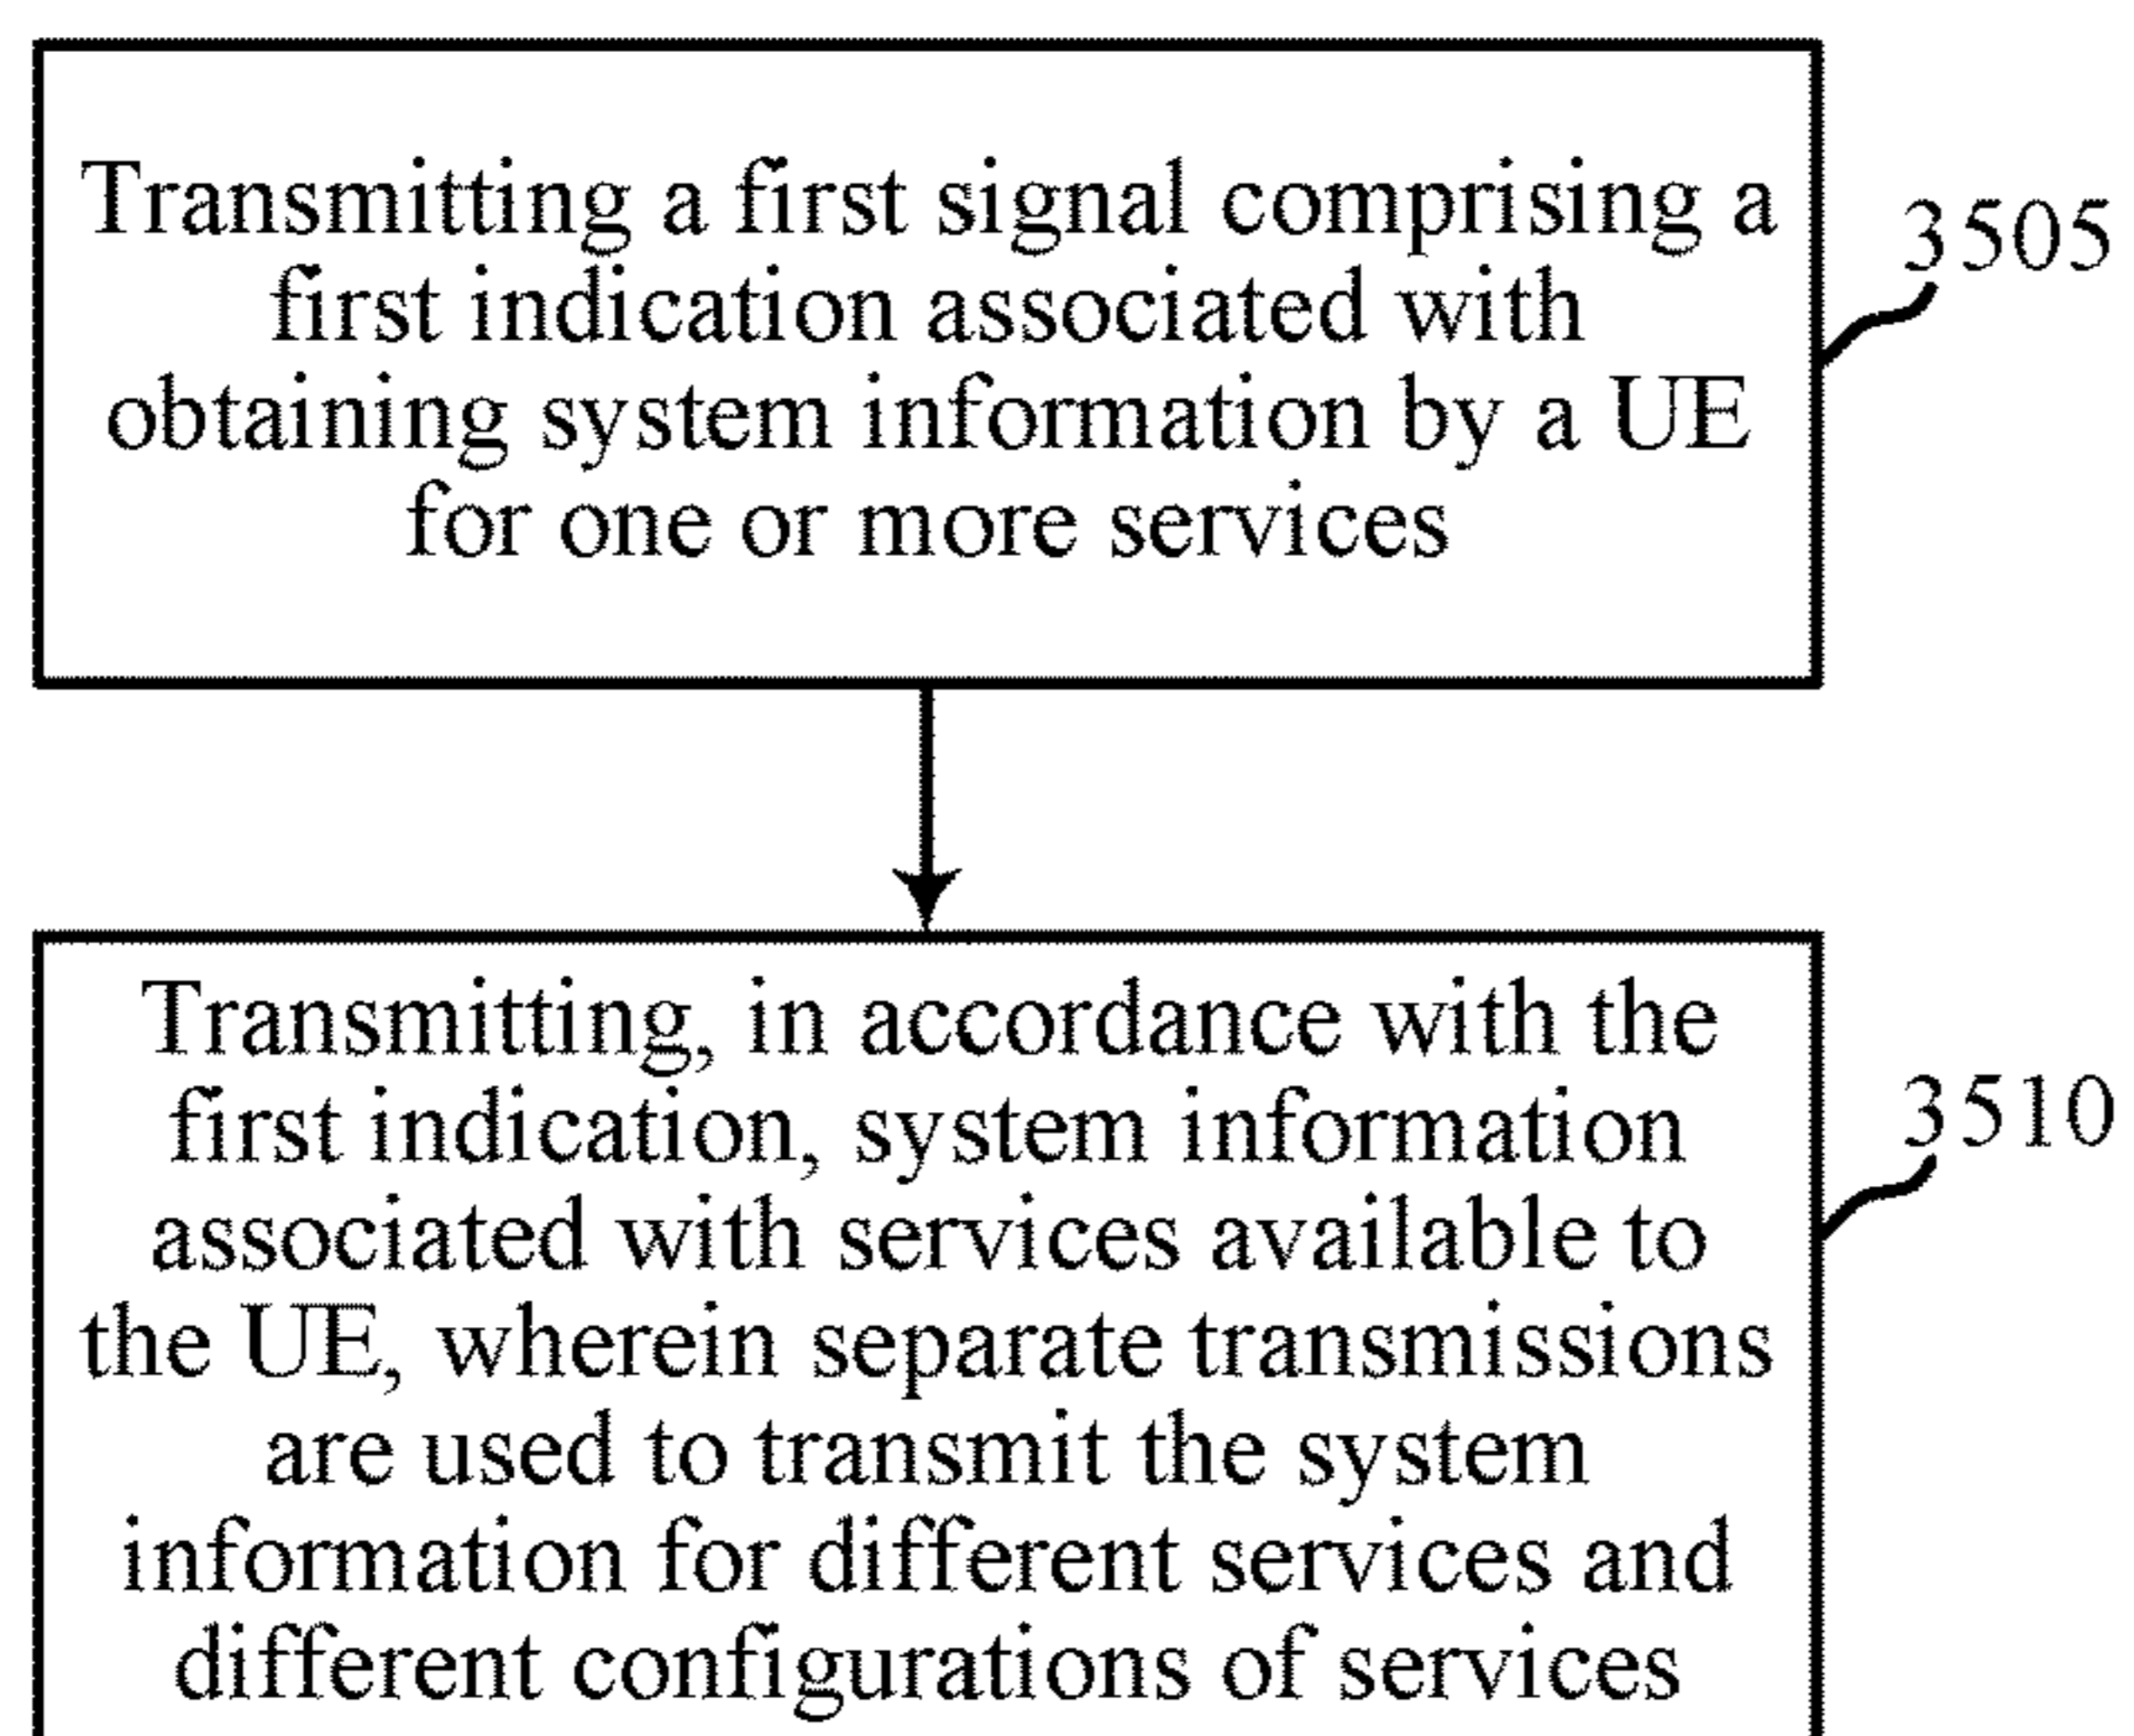 Transmitting a first signal comprising a
first indication associated with
obtaining system information by a UE
for one or more services
3505
Transmitting, in accordance with the
first indication, system information
associated with services available to
the UE, wherein separate transmissions
are used to transmit the system
information for different services and
different configurations of services
3510